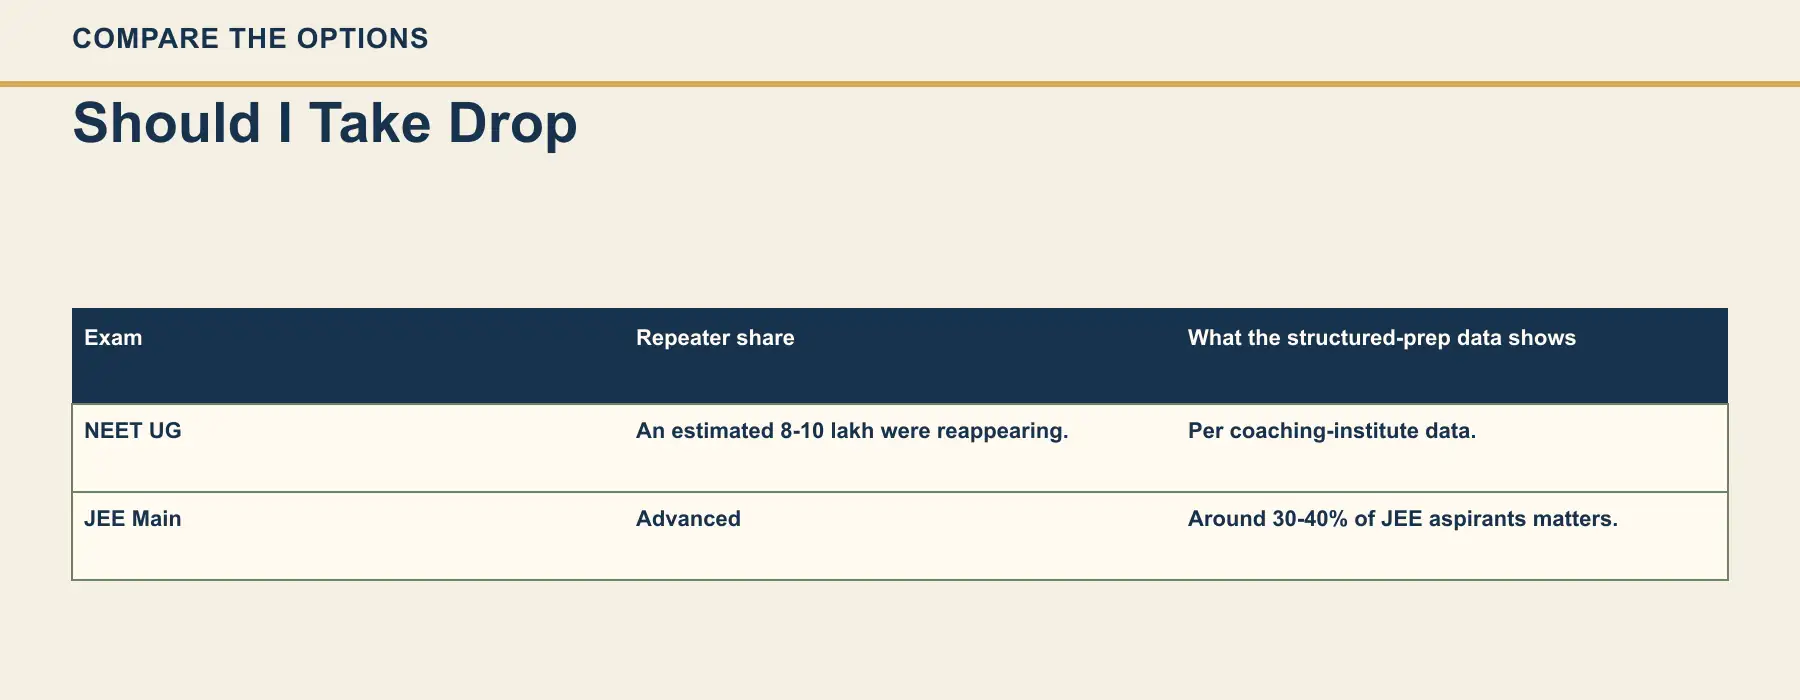 COMPARE THE OPTIONS
Should I Take Drop
Exam Repeater share What the structured-prep data shows
NEET UG An estimated 8-10 lakh were reappearing. Per coaching-institute data.
JEE Main Advanced Around 30-40% of JEE aspirants matters.